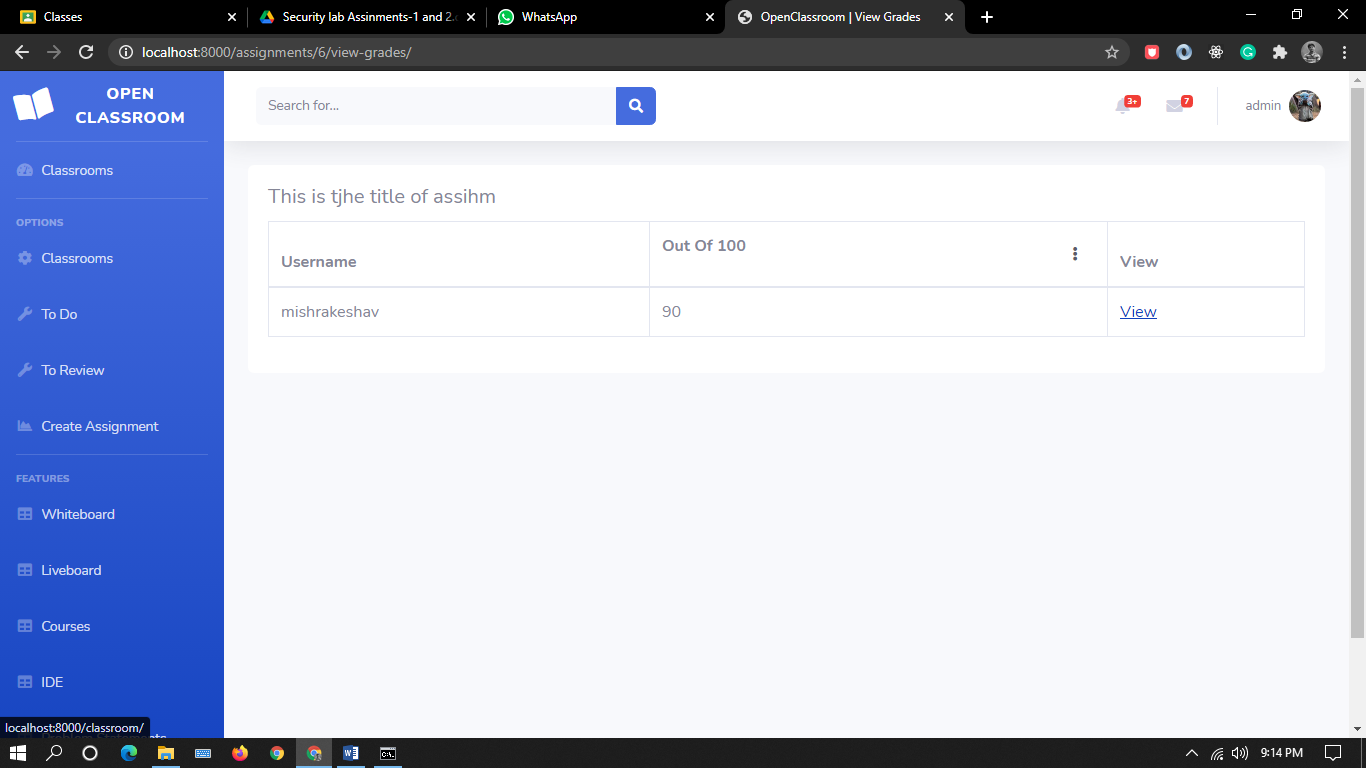 Classes
Security lab Assinments-1 and 2.
WhatsApp
OpenClassroom | View Grades
localhost:8000/assignments/6/view-grades/
OPEN
CLASSROOM
Search for...
3+
7
admin
Classrooms
OPTIONS
Classrooms
To Do
To Review
Create Assignment
FEATURES
Whiteboard
Liveboard
Courses
IDE
This is tjhe title of assihm
Username
Out Of 100
View
mishrakeshav
90
View
localhost:8000/classroom/
9:14 PM